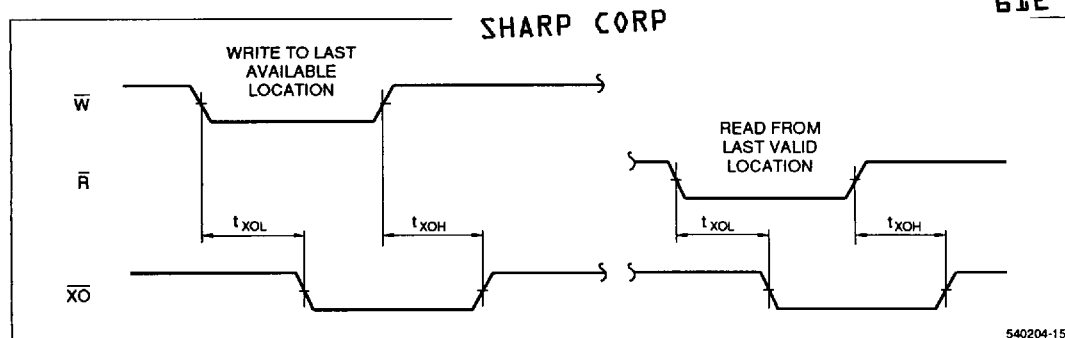 SHARP CORP
WRITE TO LAST
AVAILABLE
LOCATION
W
READ FROM
LAST VALID
LOCATION
R
tXOL
tXOH
tXOL
tXOH
XO
540204-15